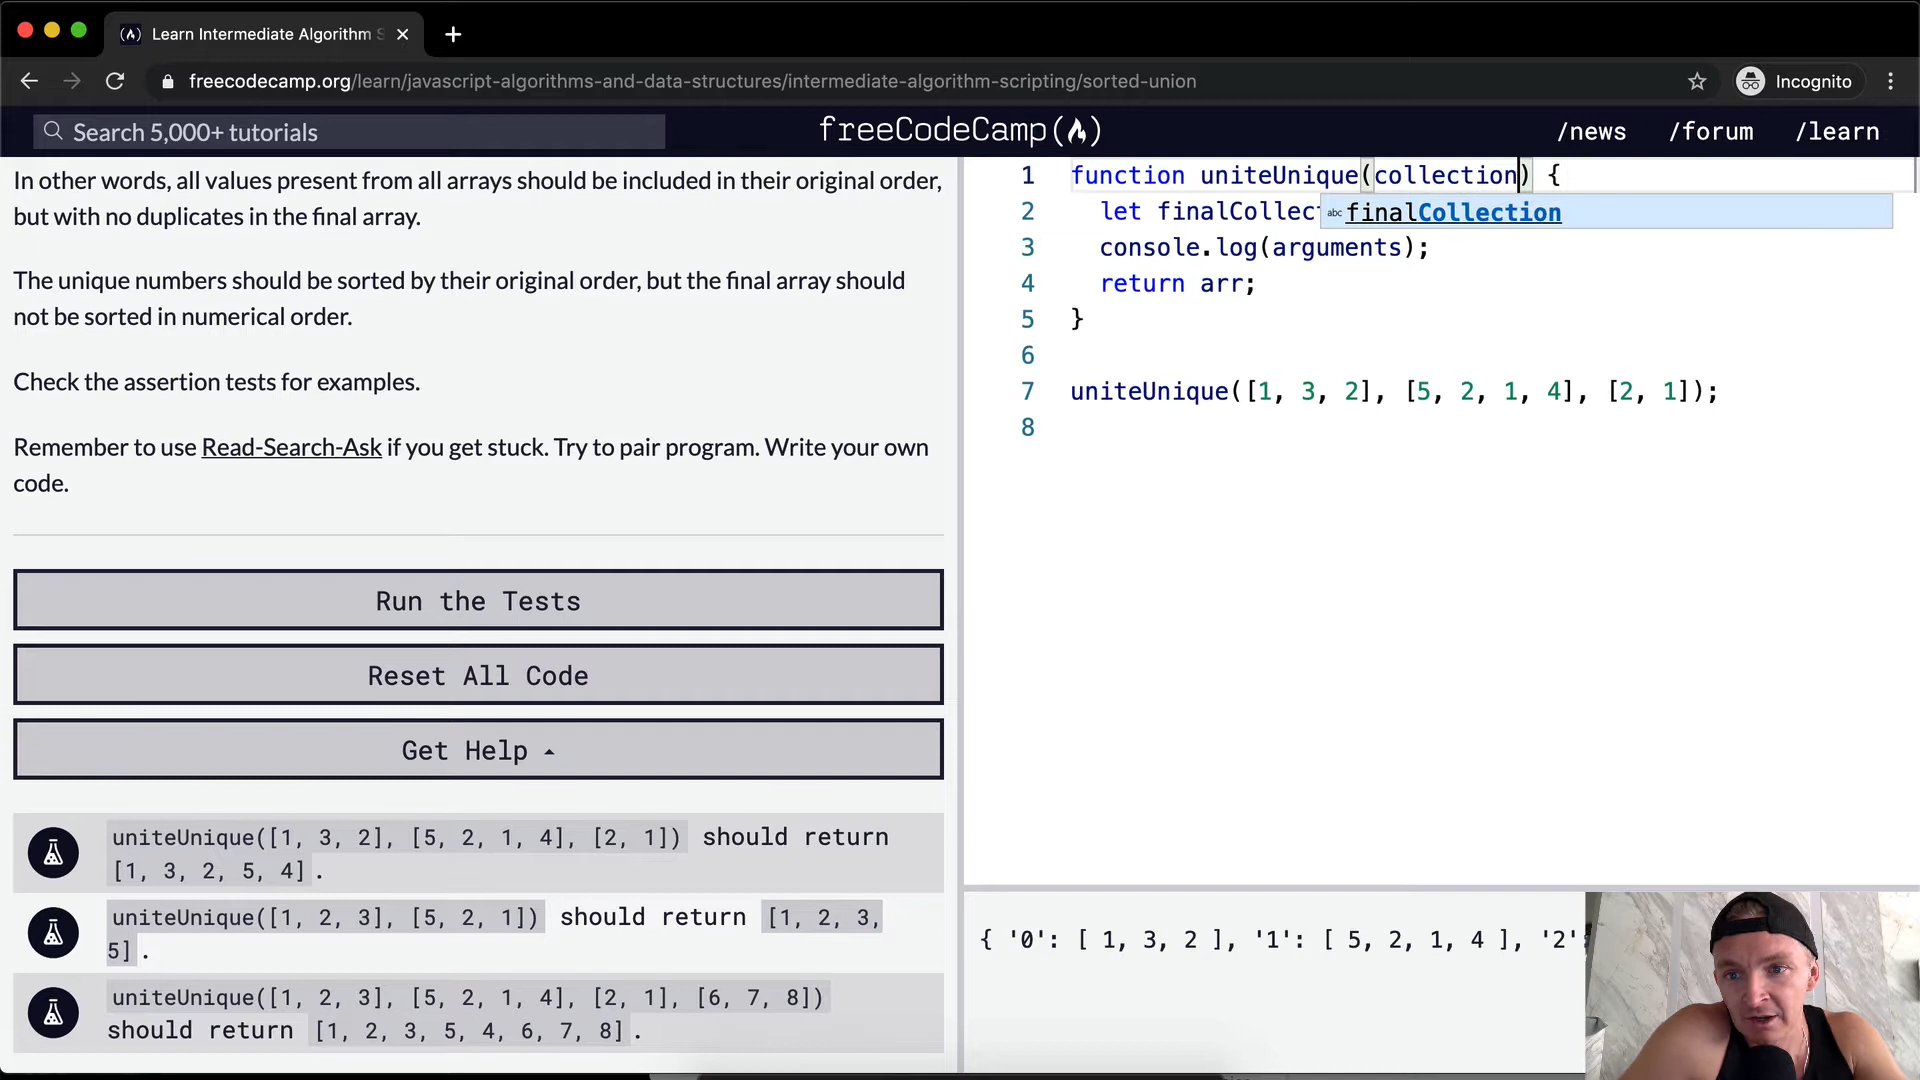 Learn Intermediate Algorithm S
freecodecamp.org/learn/javascript-algorithms-and-data-structures/intermediate-algorithm-scripting/sorted-union
Incognito
Search 5,000+ tutorials
freeCodeCamp
/news
/forum
/learn
In other words, all values present from all arrays should be included in their original order,
but with no duplicates in the final array.
The unique numbers should be sorted by their original order, but the final array should
not be sorted in numerical order.
Check the assertion tests for examples.
Remember to use Read-Search-Ask if you get stuck. Try to pair program. Write your own
code.
Run the Tests
Reset All Code
Get Help
uniteUnique([1, 3, 2], [5, 2, 1, 4], [2, 1]) should return
[1, 3, 2, 5, 4].
uniteUnique([1, 2, 3], [5, 2, 1]) should return [1, 2, 3,
5].
uniteUnique([1, 2, 3], [5, 2, 1, 4], [2, 1], [6, 7, 8])
should return [1, 2, 3, 5, 4, 6, 7, 8].
1 function uniteUnique(collection) {
2 let finalCollect
abc finalCollection
3 console.log(arguments);
4 return arr;
5 }
6
7 uniteUnique([1, 3, 2], [5, 2, 1, 4], [2, 1]);
8
{ '0': [ 1, 3, 2 ], '1': [ 5, 2, 1, 4 ], '2'